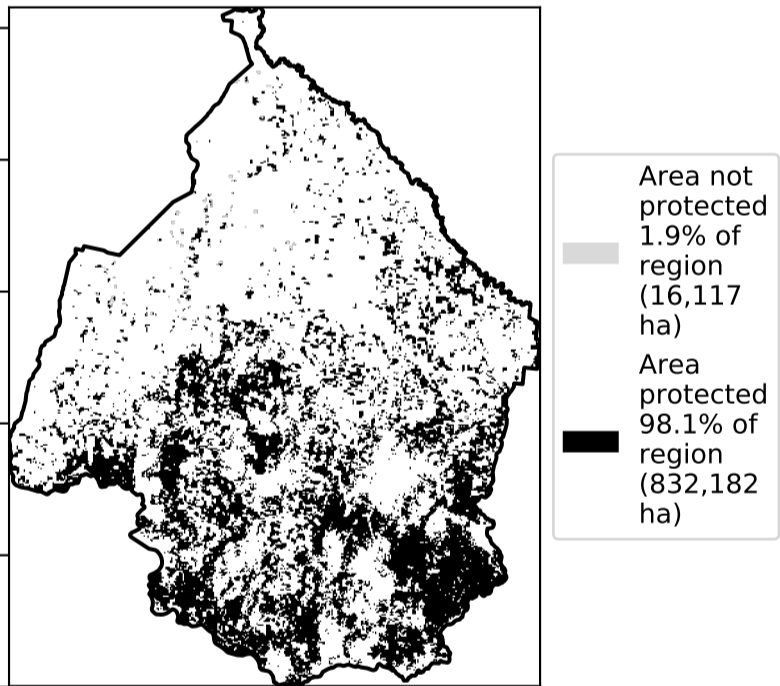 Area not
protected
1.9% of
region
(16,117
ha)
Area
protected
98.1% of
region
(832,182
ha)